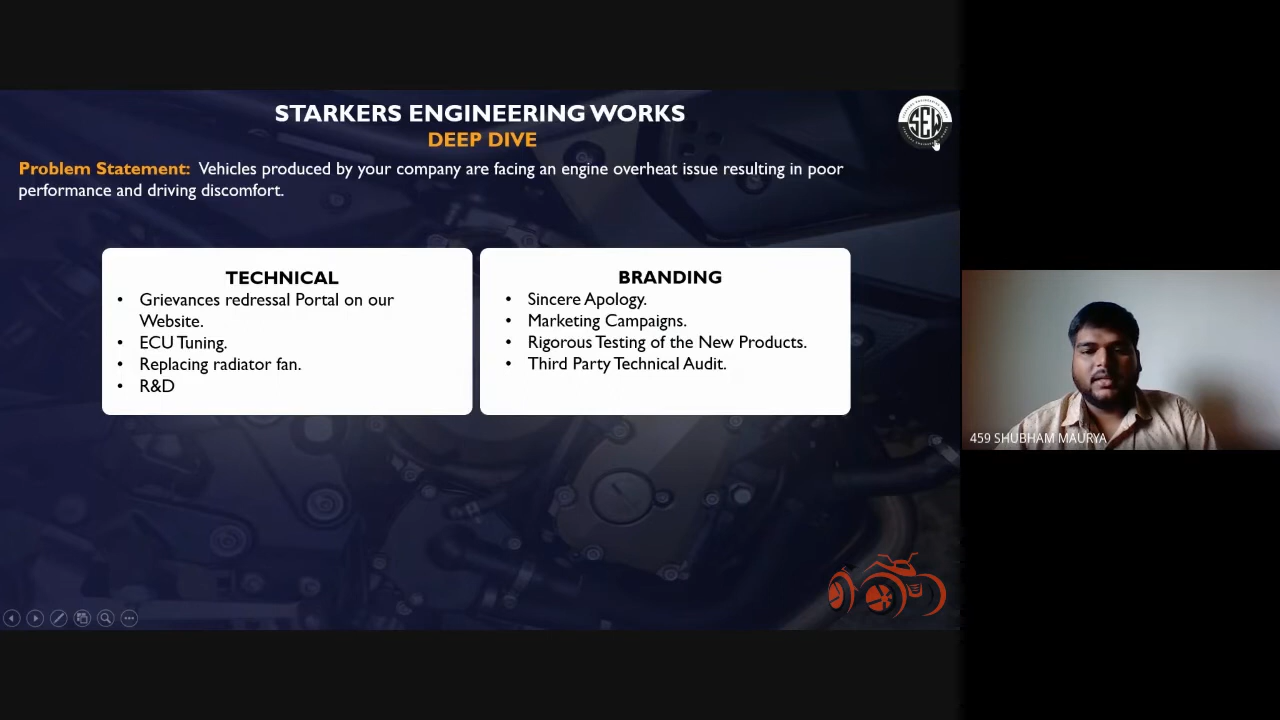 STARKERS ENGINEERING WORKS
DEEP DIVE
SEW
Problem Statement: Vehicles produced by your company are facing an engine overheat issue resulting in poor
performance and driving discomfort.
TECHNICAL
• Grievances redressal Portal on our
Website.
• ECU Tuning.
• Replacing radiator fan.
• R&D
BRANDING
• Sincere Apology.
• Marketing Campaigns.
• Rigorous Testing of the New Products.
• Third Party Technical Audit.
459 SHUBHAM MAURYA